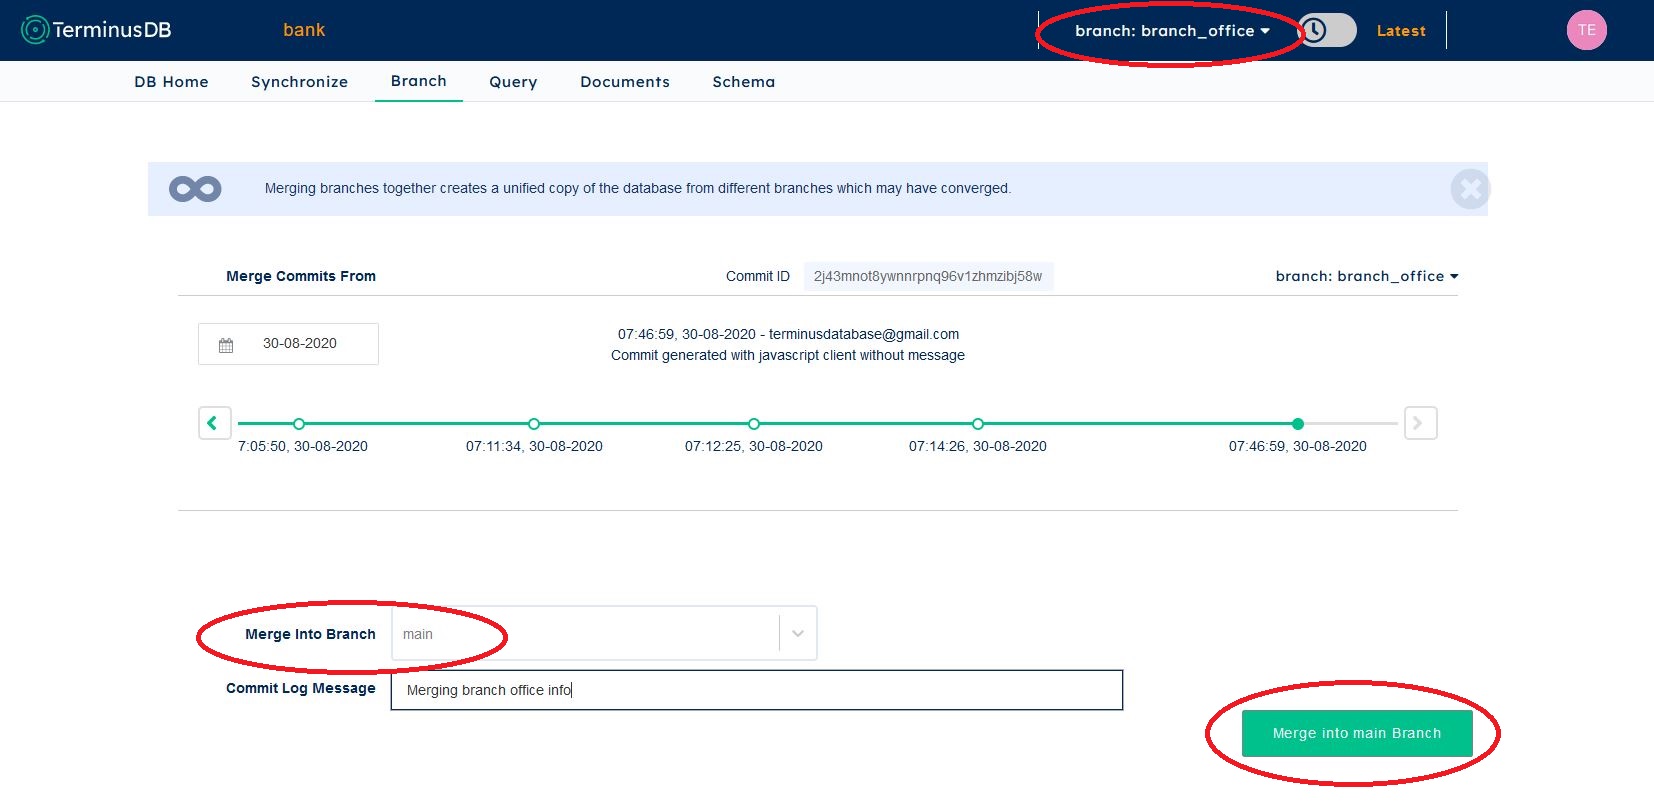 TerminusDB
bank
branch: branch_office
Latest
TE
DB Home
Synchronize
Branch
Query
Documents
Schema
Merging branches together creates a unified copy of the database from different branches which may have converged.
Merge Commits From
Commit ID
2j43mnot8ywnnrpnq96v1zhmzibj58w
branch: branch_office
30-08-2020
07:46:59, 30-08-2020 - terminusdatabase@gmail.com
Commit generated with javascript client without message
7:05:50, 30-08-2020
07:11:34, 30-08-2020
07:12:25, 30-08-2020
07:14:26, 30-08-2020
07:46:59, 30-08-2020
Merge Into Branch
main
Commit Log Message
Merging branch office info
Merge into main Branch